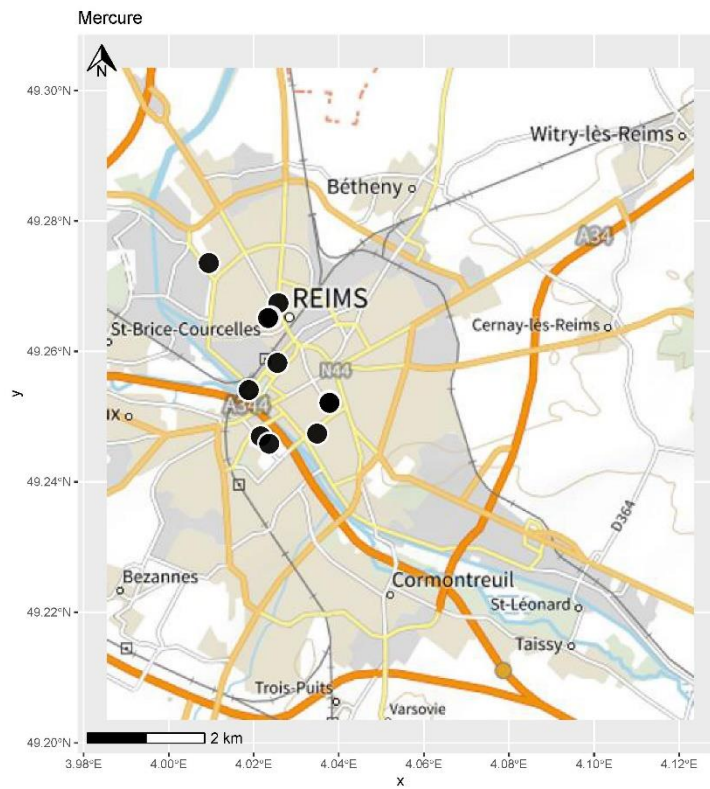 Mercure
N
49.30°N
49.28°N
49.26°N
49.24°N
49.22°N
49.20°N
y
Witry-lès-Reims
Bétheny
A34
REIMS
St-Brice-Courcelles
Cernay-lès-Reims
N44
A344
IX
D364
Bezannes
Cormontreuil
St-Léonard
Taissy
Trois-Puits
Varsovie
2 km
3.98°E 4.00°E 4.02°E 4.04°E 4.06°E 4.08°E 4.10°E 4.12°E
x